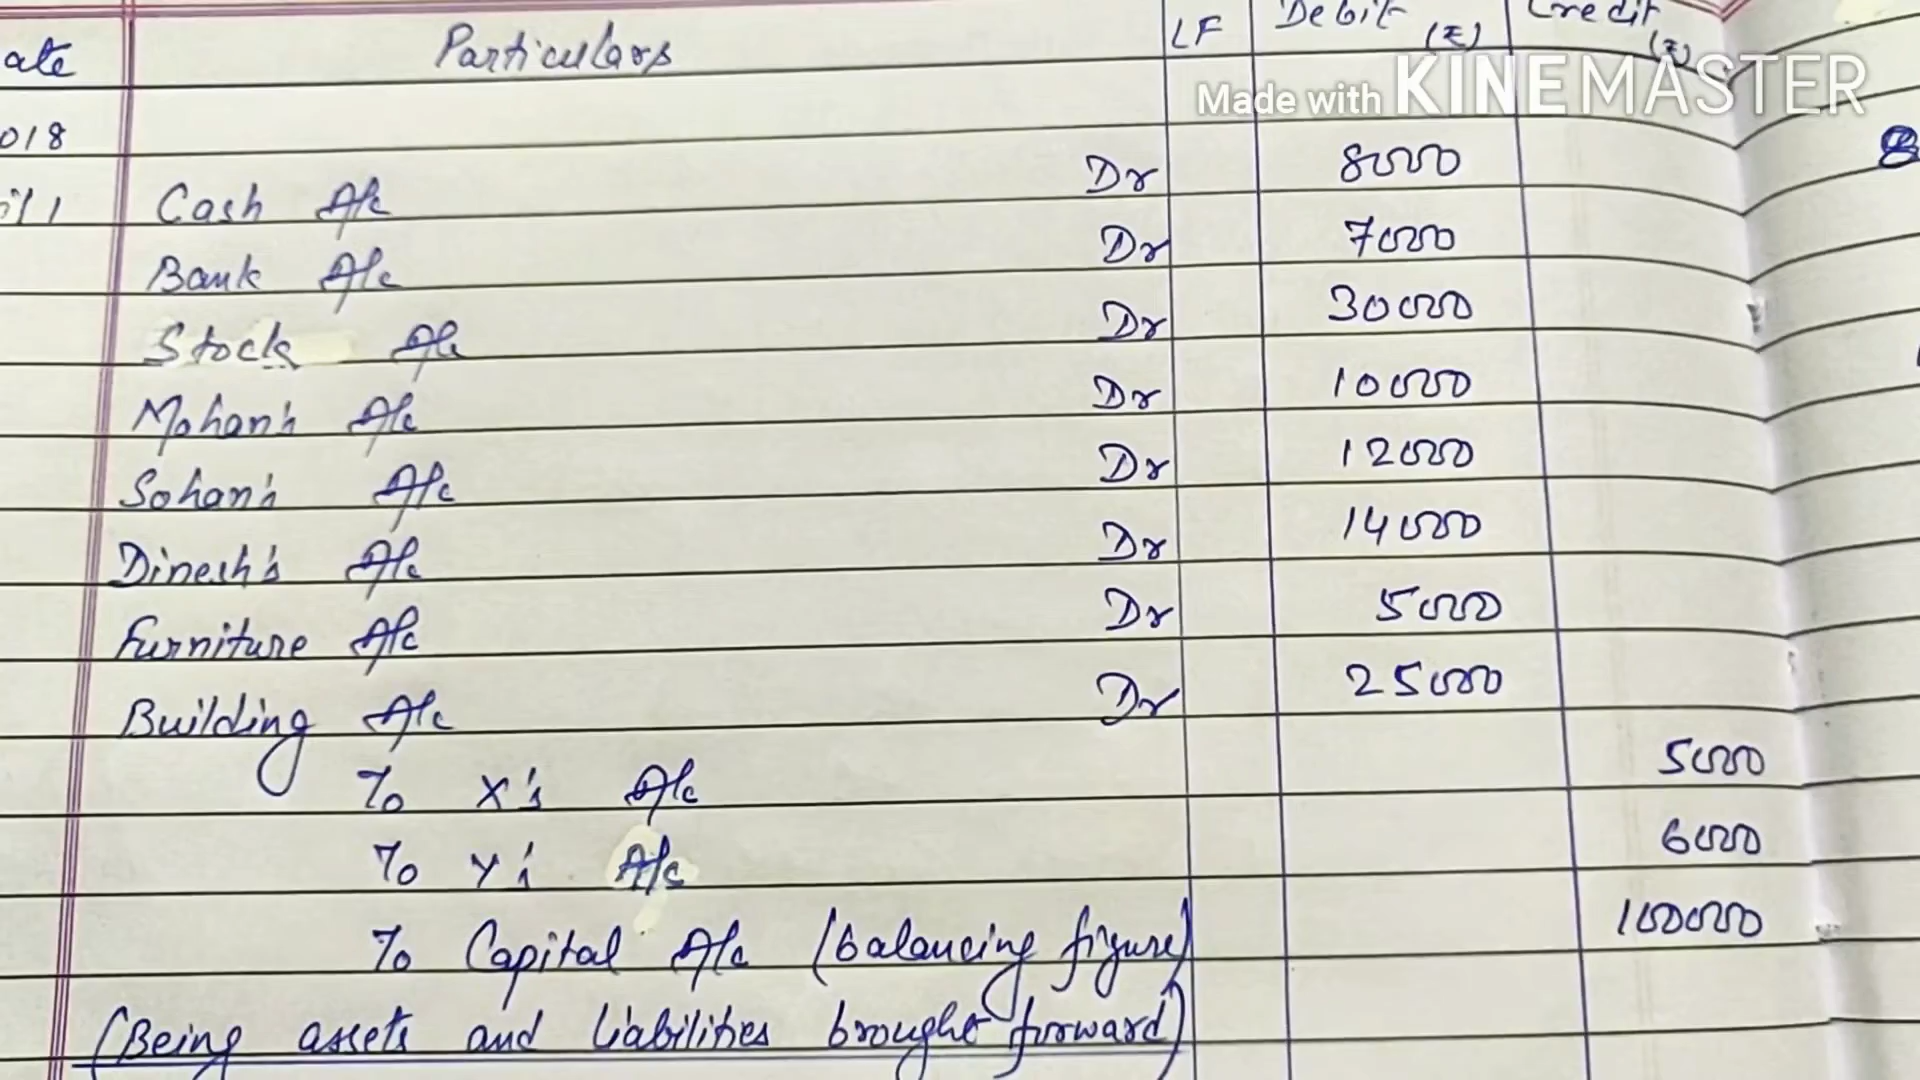 ate Particulars LF Debit (₹) Credit (₹)
Made with KINEMASTER
018
il 1 Cash A/c Dr 8000
Bank A/c Dr 7000
Stock A/c Dr 30000
Mohan's A/c Dr 10000
Sohan's A/c Dr 12000
Dinesh's A/c Dr 14000
Furniture A/c Dr 5000
Building A/c Dr 25000
To X's A/c 5000
To Y's A/c 6000
To Capital A/c (balancing figure) 100000
(Being assets and liabilities brought forward)